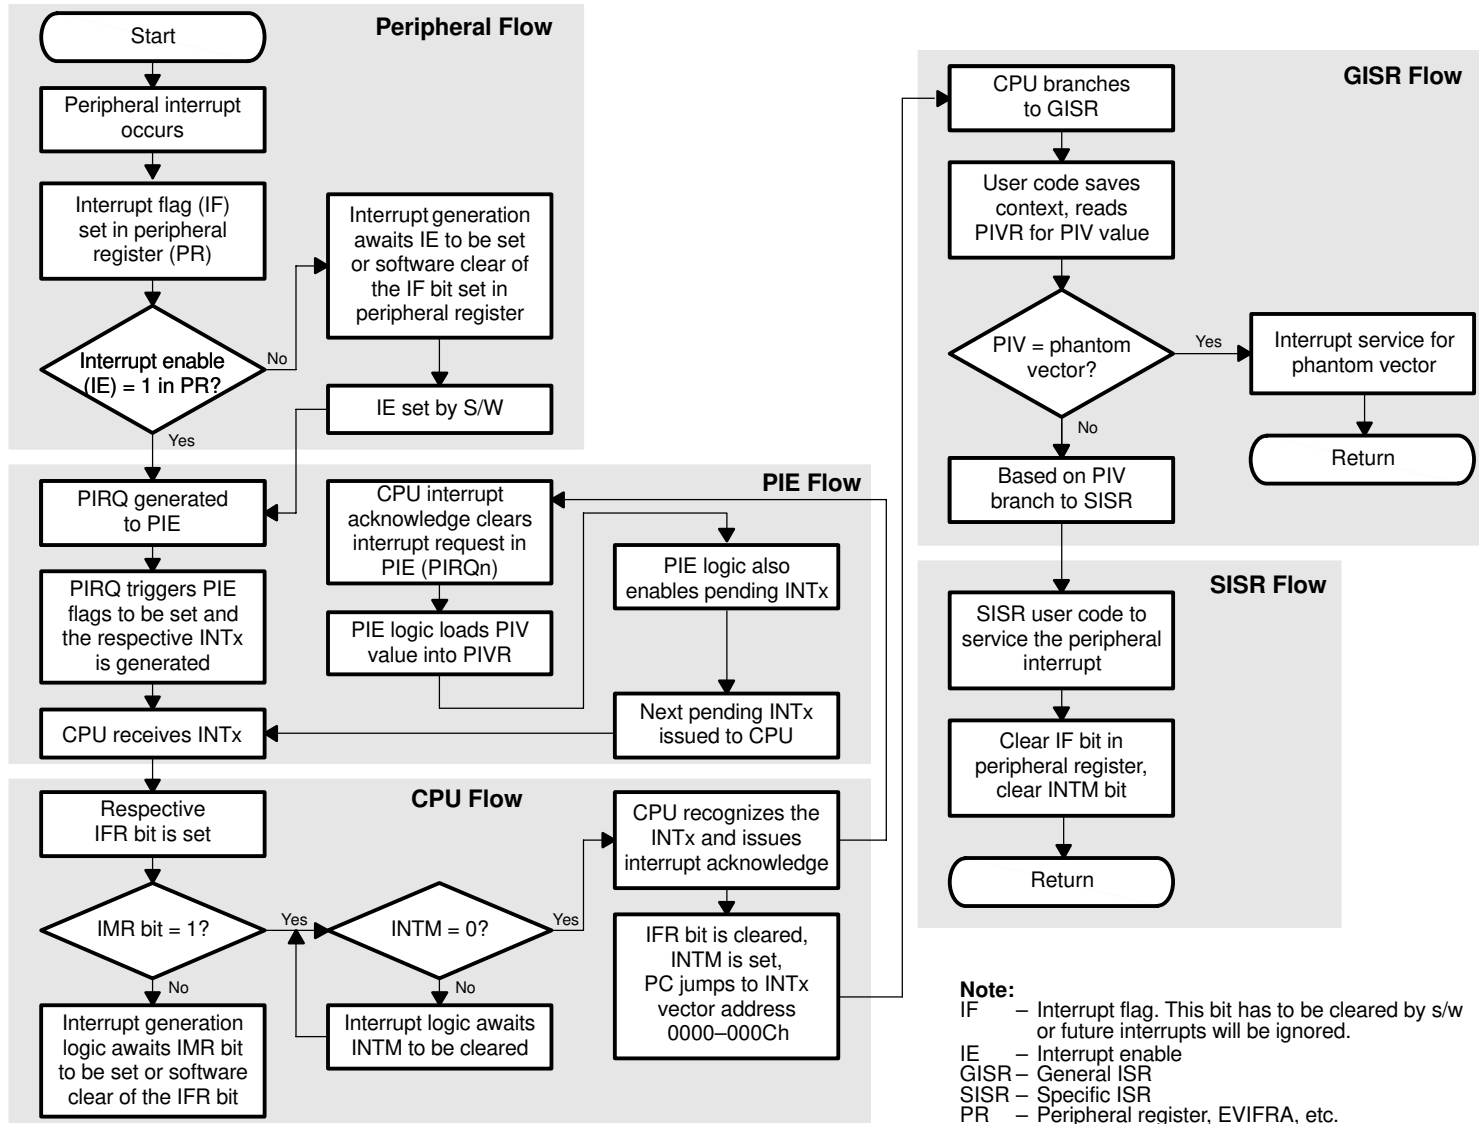 Peripheral Flow
Start
Peripheral interrupt
occurs
Interrupt flag (IF)
set in peripheral
register (PR)
Interrupt enable
(IE) = 1 in PR?
No
Yes
Interrupt generation
awaits IE to be set
or software clear of
the IF bit set in
peripheral register
IE set by S/W
PIE Flow
PIRQ generated
to PIE
PIRQ triggers PIE
flags to be set and
the respective INTx
is generated
CPU receives INTx
CPU interrupt
acknowledge clears
interrupt request in
PIE (PIRQn)
PIE logic loads PIV
value into PIVR
PIE logic also
enables pending INTx
Next pending INTx
issued to CPU
CPU Flow
Respective
IFR bit is set
IMR bit = 1?
Yes
No
Interrupt generation
logic awaits IMR bit
to be set or software
clear of the IFR bit
INTM = 0?
Yes
No
Interrupt logic awaits
INTM to be cleared
CPU recognizes the
INTx and issues
interrupt acknowledge
IFR bit is cleared,
INTM is set,
PC jumps to INTx
vector address
0000–000Ch
GISR Flow
CPU branches
to GISR
User code saves
context, reads
PIVR for PIV value
PIV = phantom
vector?
Yes
No
Interrupt service for
phantom vector
Return
Based on PIV
branch to SISR
SISR Flow
SISR user code to
service the peripheral
interrupt
Clear IF bit in
peripheral register,
clear INTM bit
Return
Note:
IF – Interrupt flag. This bit has to be cleared by s/w
or future interrupts will be ignored.
IE – Interrupt enable
GISR – General ISR
SISR – Specific ISR
PR – Peripheral register, EVIFRA, etc.